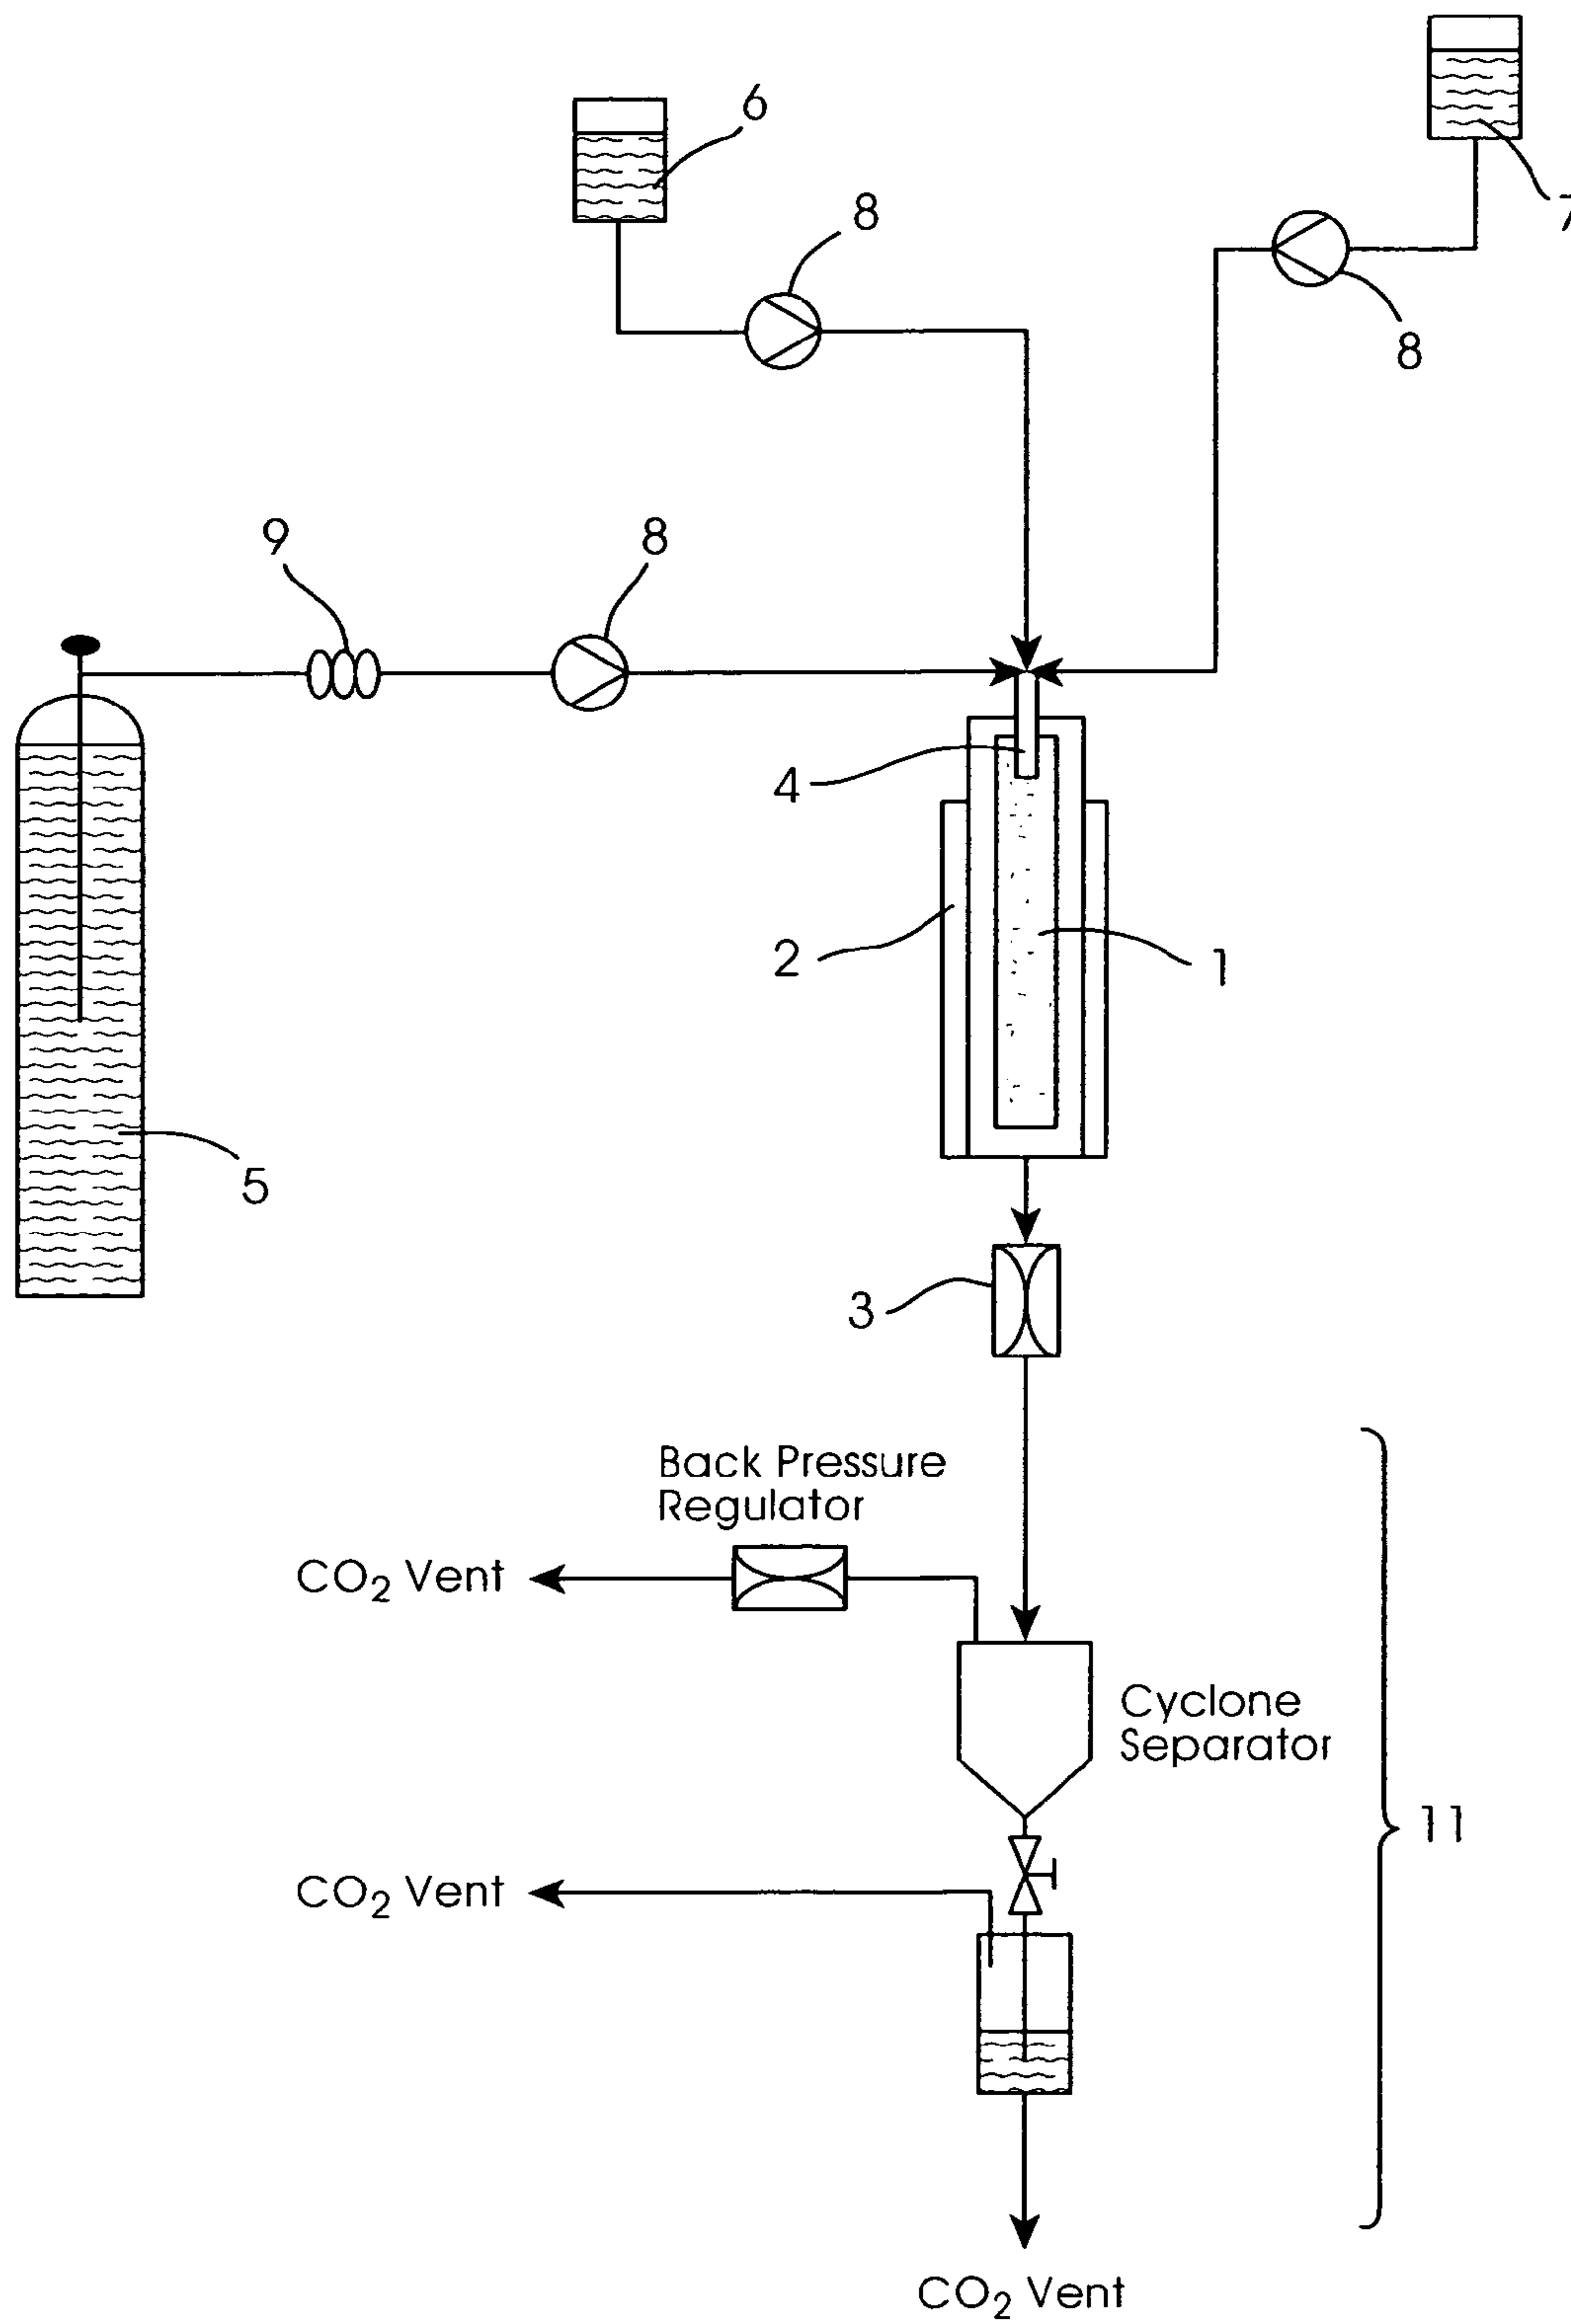 6
7
8
8
8
9
4
2
1
5
3
Back Pressure
Regulator
CO₂ Vent
Cyclone
Separator
11
CO₂ Vent
CO₂ Vent